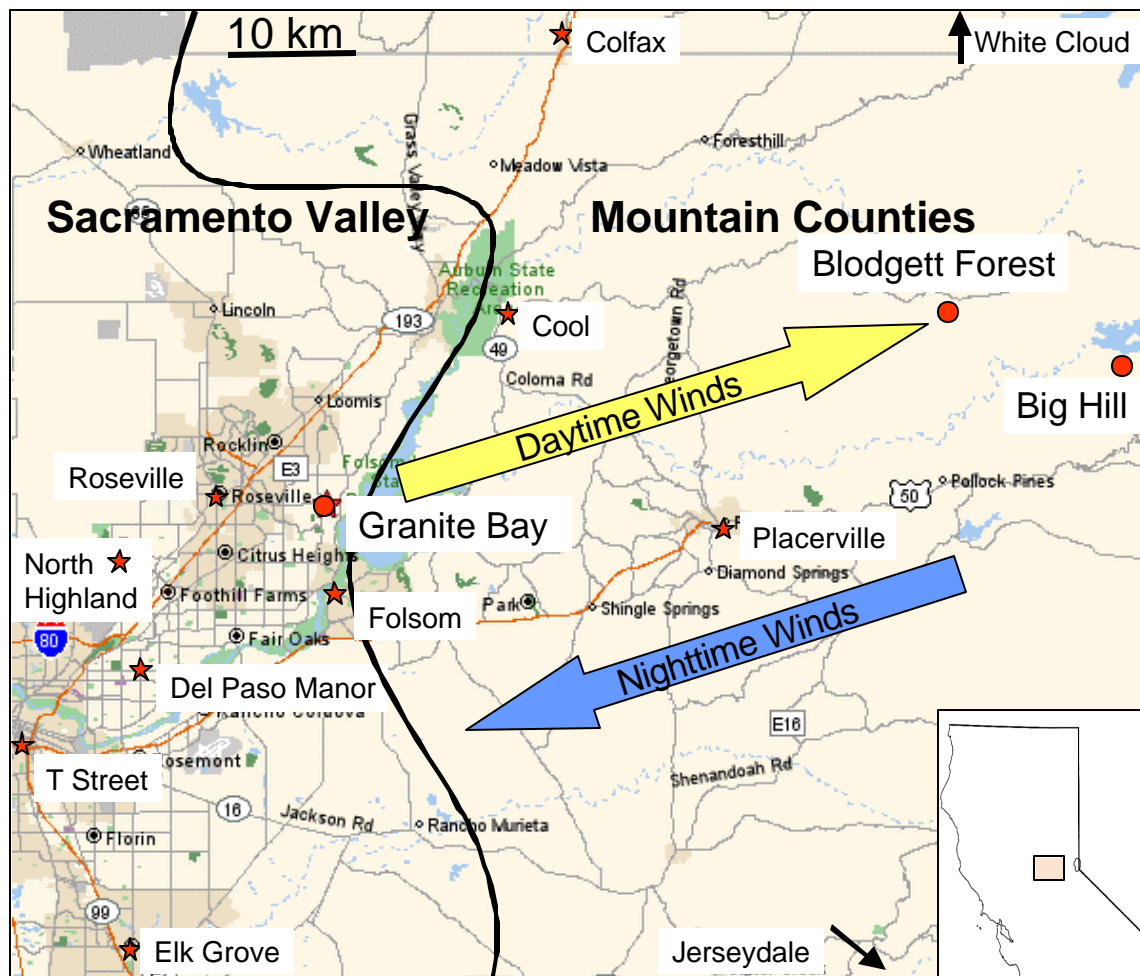 10 km
Colfax
White Cloud
Wheatland
Grass Valley
Foresthill
Meadow Vista
65
Sacramento Valley
Mountain Counties
Blodgett Forest
Auburn State
Recreation
Area
Lincoln
193
Cool
49
Coloma Rd
Georgetown Rd
Daytime Winds
Big Hill
Loomis
Rocklin
E3
Folsom
Roseville
Roseville
Granite Bay
50
Pollock Pines
Placerville
North
Highland
Citrus Heights
Diamond Springs
Foothill Farms
Folsom
Park
Shingle Springs
80
Fair Oaks
Nighttime Winds
Del Paso Manor
Rancho Cordova
E16
T Street
Rosemont
Shenandoah Rd
16
Jackson Rd
Rancho Murieta
Florin
99
Elk Grove
Jerseydale